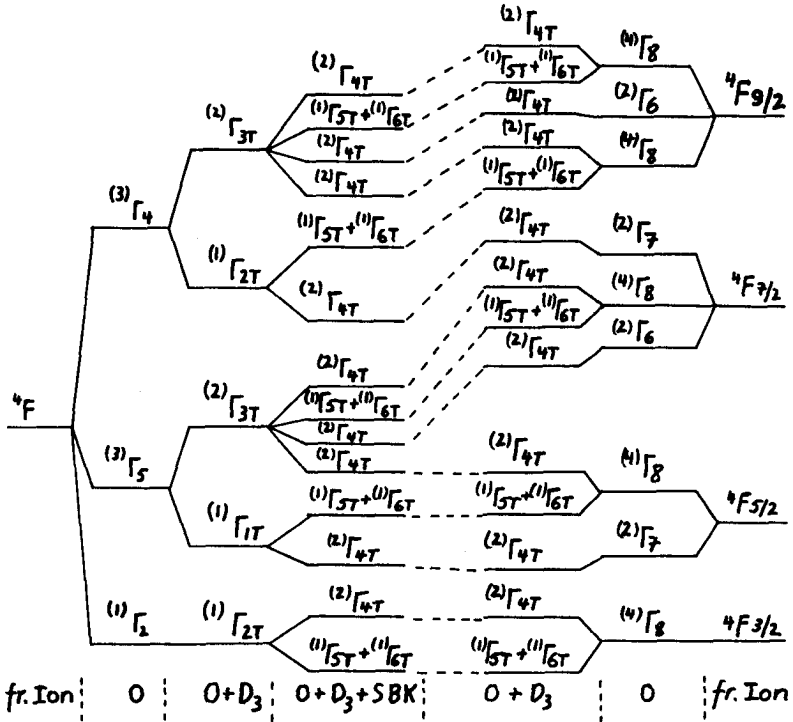 (2)Γ4T
(4)Γ8
(2)Γ4T
(1)Γ5T+(1)Γ6T
4F9/2
(1)Γ5T+(1)Γ6T
(2)Γ4T
(2)Γ6
(2)Γ3T
(2)Γ4T
(2)Γ4T
(4)Γ8
(2)Γ4T
(1)Γ5T+(1)Γ6T
(3)Γ4
(1)Γ5T+(1)Γ6T
(2)Γ4T
(2)Γ7
(1)Γ2T
(2)Γ4T
(4)Γ8
4F7/2
(2)Γ4T
(1)Γ5T+(1)Γ6T
(2)Γ4T
(2)Γ6
(2)Γ4T
4F
(2)Γ3T
(1)Γ5T+(1)Γ6T
(2)Γ4T
(3)Γ5
(2)Γ4T
(2)Γ4T
(4)Γ8
(1)Γ5T+(1)Γ6T
(1)Γ5T+(1)Γ6T
4F5/2
(1)Γ1T
(2)Γ4T
(2)Γ4T
(2)Γ7
(2)Γ4T
(2)Γ4T
(1)Γ2
(1)Γ2T
(4)Γ8
4F3/2
(1)Γ5T+(1)Γ6T
(1)Γ5T+(1)Γ6T
fr. Ion O O+D3 O+D3+SBK O+D3 O fr. Ion